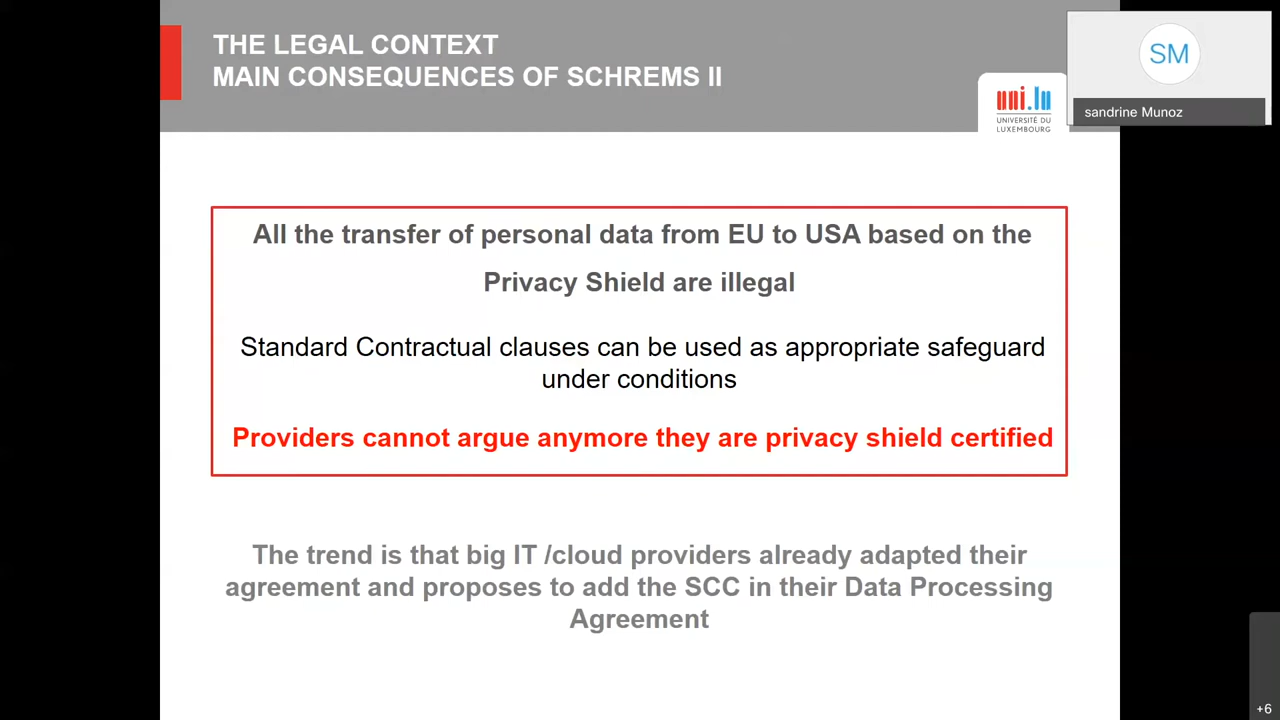 THE LEGAL CONTEXT
MAIN CONSEQUENCES OF SCHREMS II
uni.lu
UNIVERSITÉ DU
LUXEMBOURG
SM
sandrine Munoz
All the transfer of personal data from EU to USA based on the
Privacy Shield are illegal
Standard Contractual clauses can be used as appropriate safeguard
under conditions
Providers cannot argue anymore they are privacy shield certified
The trend is that big IT /cloud providers already adapted their
agreement and proposes to add the SCC in their Data Processing
Agreement
+6